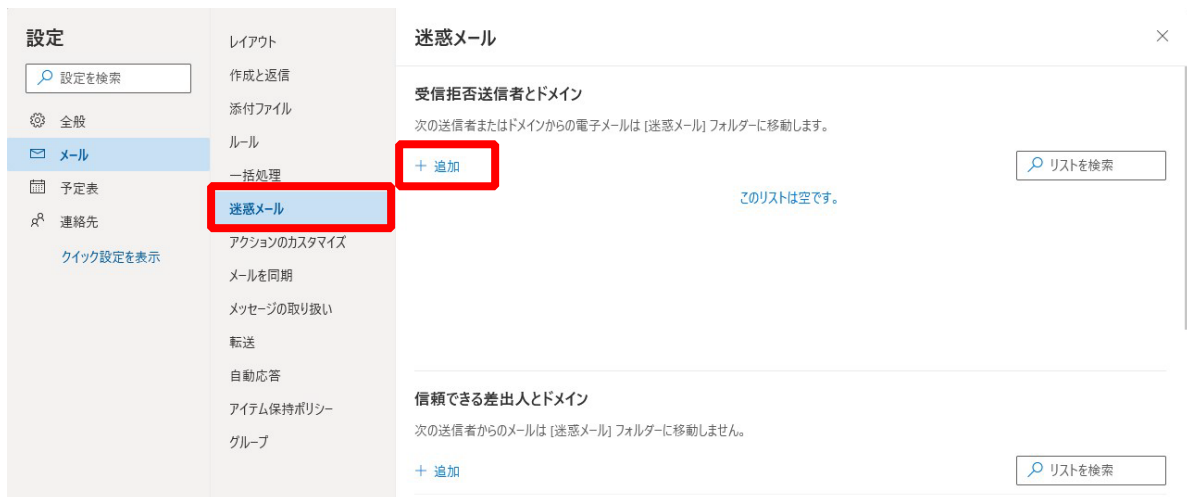 設定
設定を検索
全般
メール
予定表
連絡先
クイック設定を表示
レイアウト
作成と返信
添付ファイル
ルール
一括処理
迷惑メール
アクションのカスタマイズ
メールを同期
メッセージの取り扱い
転送
自動応答
アイテム保持ポリシー
グループ
迷惑メール
受信拒否送信者とドメイン
次の送信者またはドメインからの電子メールは [迷惑メール] フォルダーに移動します。
+ 追加
リストを検索
このリストは空です。
信頼できる差出人とドメイン
次の送信者からのメールは [迷惑メール] フォルダーに移動しません。
+ 追加
リストを検索